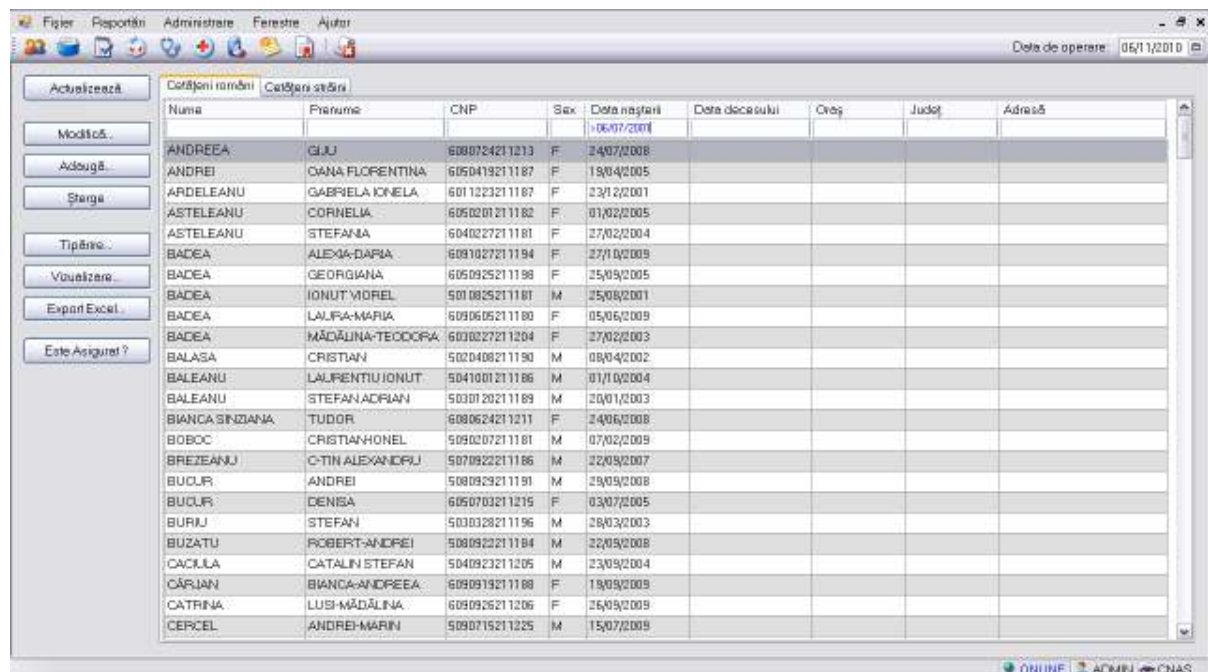 Fișier Raportări Administrare Ferestre Ajutor
Data de operare: 06/11/2010
Actualizează
Modifică...
Adaugă...
Șterge
Tipărire...
Vizualizare...
Export Excel...
Este Asigurat ?
Cetățeni români Cetățeni străini
Nume Prenume CNP Sex Data nașterii Data decesului Oraș Județ Adresă
>06/07/2001
ANDREEA GIJU 6080724211213 F 24/07/2008
ANDREI OANA FLORENTINA 6050419211187 F 19/04/2005
ARDELEANU GABRIELA IONELA 6011223211187 F 23/12/2001
ASTELEANU CORNELIA 6050201211182 F 01/02/2005
ASTELEANU STEFANIA 6040227211181 F 27/02/2004
BADEA ALEXIA-DARIA 6091027211194 F 27/10/2009
BADEA GEORGIANA 6050925211198 F 25/09/2005
BADEA IONUT VIOREL 5010825211181 M 25/08/2001
BADEA LAURA-MARIA 6090605211180 F 05/06/2009
BADEA MĂDĂLINA-TEODORA 6030227211204 F 27/02/2003
BALASA CRISTIAN 5020408211190 M 08/04/2002
BALEANU LAURENTIU IONUT 5041001211186 M 01/10/2004
BALEANU STEFAN ADRIAN 5030120211189 M 20/01/2003
BIANCA SINZIANA TUDOR 6080624211211 F 24/06/2008
BOBOC CRISTIAN-IONEL 5090207211181 M 07/02/2009
BREZEANU C-TIN ALEXANDRU 5070922211186 M 22/09/2007
BUCUR ANDREI 5080929211191 M 29/09/2008
BUCUR DENISA 6050703211215 F 03/07/2005
BURIU STEFAN 5030328211196 M 28/03/2003
BUZATU ROBERT-ANDREI 5080922211184 M 22/09/2008
CACIULA CATALIN STEFAN 5040923211205 M 23/09/2004
CÂRJAN BIANCA-ANDREEA 6090919211188 F 19/09/2009
CATRINA LUSI-MĂDĂLINA 6090926211206 F 26/09/2009
CERCEL ANDREI-MARIN 5090715211225 M 15/07/2009
ONLINE ADMIN CNAS